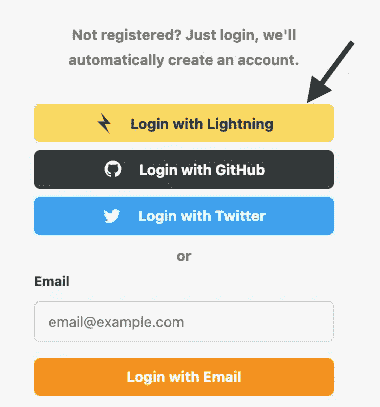 Not registered? Just login, we'll
automatically create an account.
Login with Lightning
Login with GitHub
Login with Twitter
or
Email
email@example.com
Login with Email